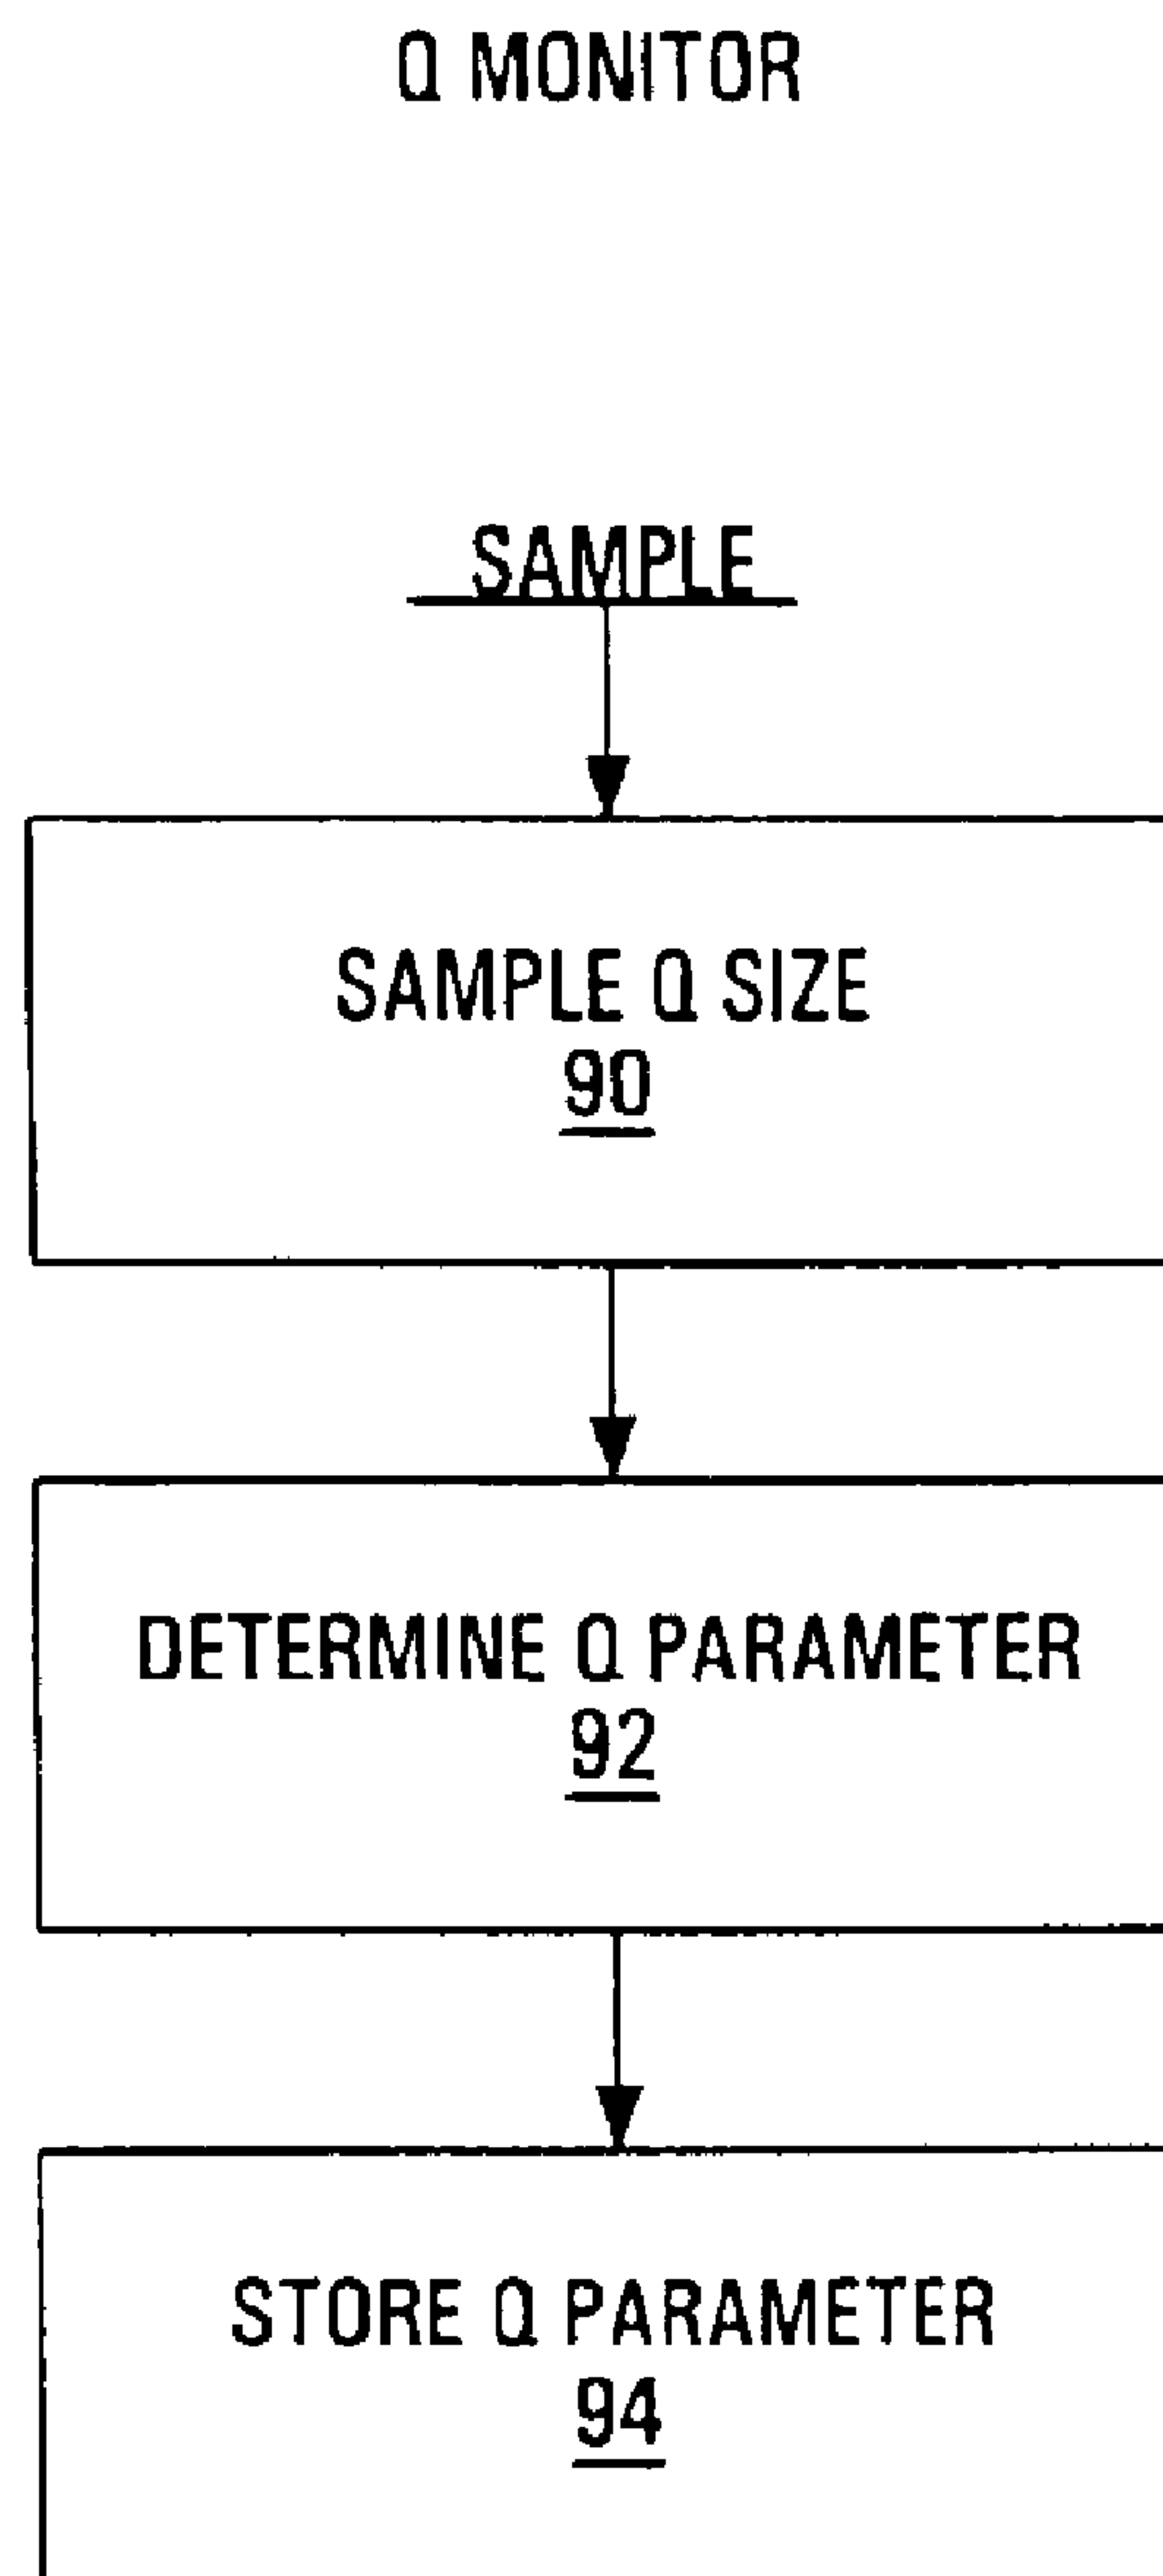 Q MONITOR
SAMPLE
SAMPLE Q SIZE
90
DETERMINE Q PARAMETER
92
STORE Q PARAMETER
94